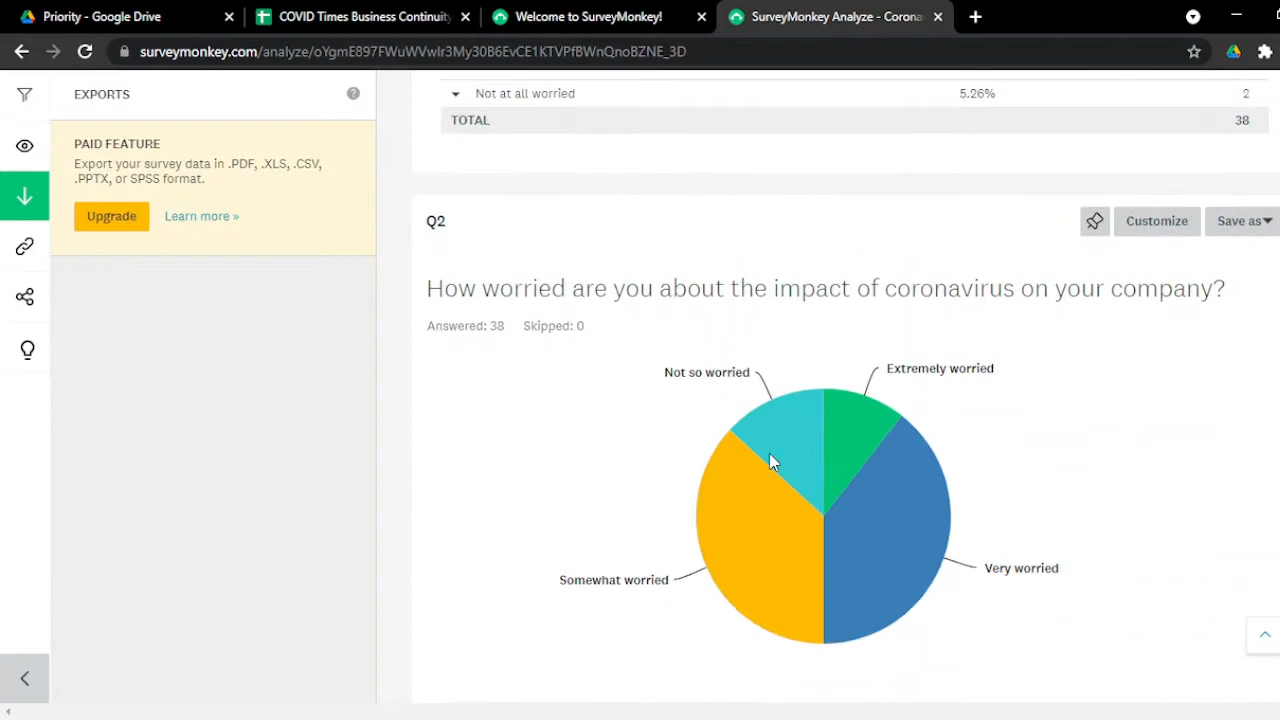 Priority - Google Drive
COVID Times Business Continuity
Welcome to SurveyMonkey!
SurveyMonkey Analyze - Corona
surveymonkey.com/analyze/oYgmE897FWuWVwIr3My30B6EvCE1KTVPfBWnQnoBZNE_3D
EXPORTS
PAID FEATURE
Export your survey data in .PDF, .XLS, .CSV,
.PPTX, or SPSS format.
Upgrade
Learn more »
Not at all worried 5.26% 2
TOTAL 38
Q2
Customize
Save as
How worried are you about the impact of coronavirus on your company?
Answered: 38 Skipped: 0
Not so worried
Extremely worried
Somewhat worried
Very worried